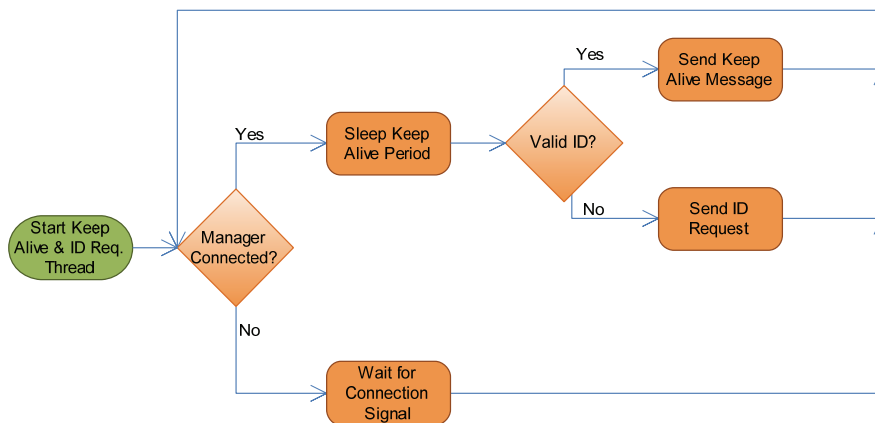 Start Keep
Alive & ID Req.
Thread
Manager
Connected?
Yes
Sleep Keep
Alive Period
Valid ID?
Yes
Send Keep
Alive Message
No
Send ID
Request
No
Wait for
Connection
Signal